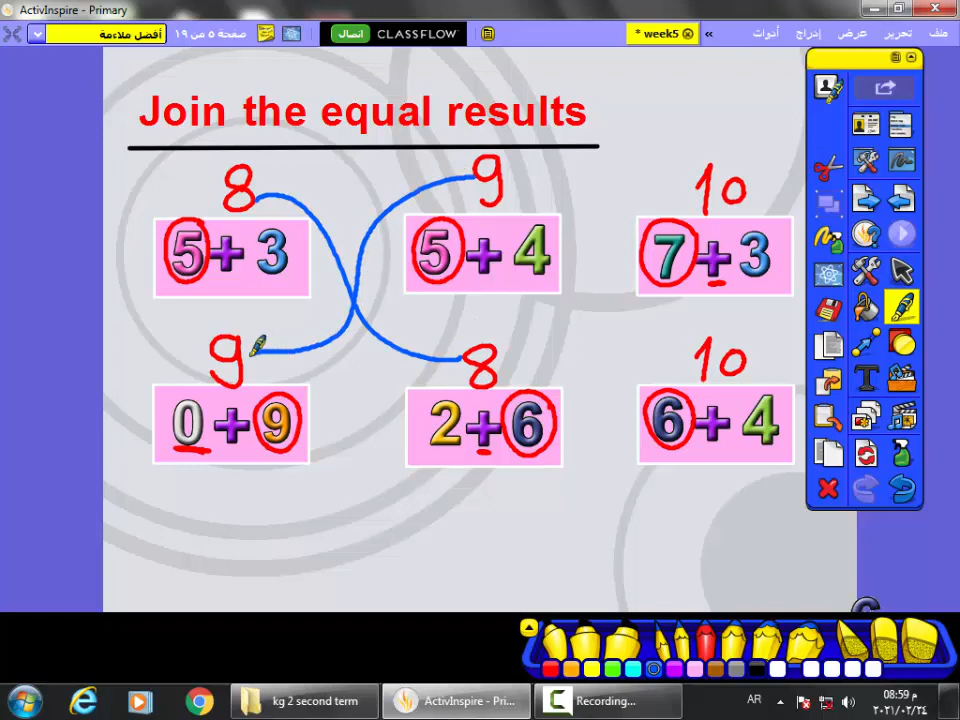 ActivInspire - Primary
أفضل ملاءمة
صفحة ٥ من ١٩
اتصال CLASSFLOW
* week5
«
أدوات
إدراج
عرض
تحرير
ملف
Join the equal results
8 9 10
5 + 3 5 + 4 7 + 3
9 8 10
0 + 9 2 + 6 6 + 4
kg 2 second term
ActivInspire - Pri...
Recording...
AR
08:59 م
٢٠٢١/٠٢/٢٤